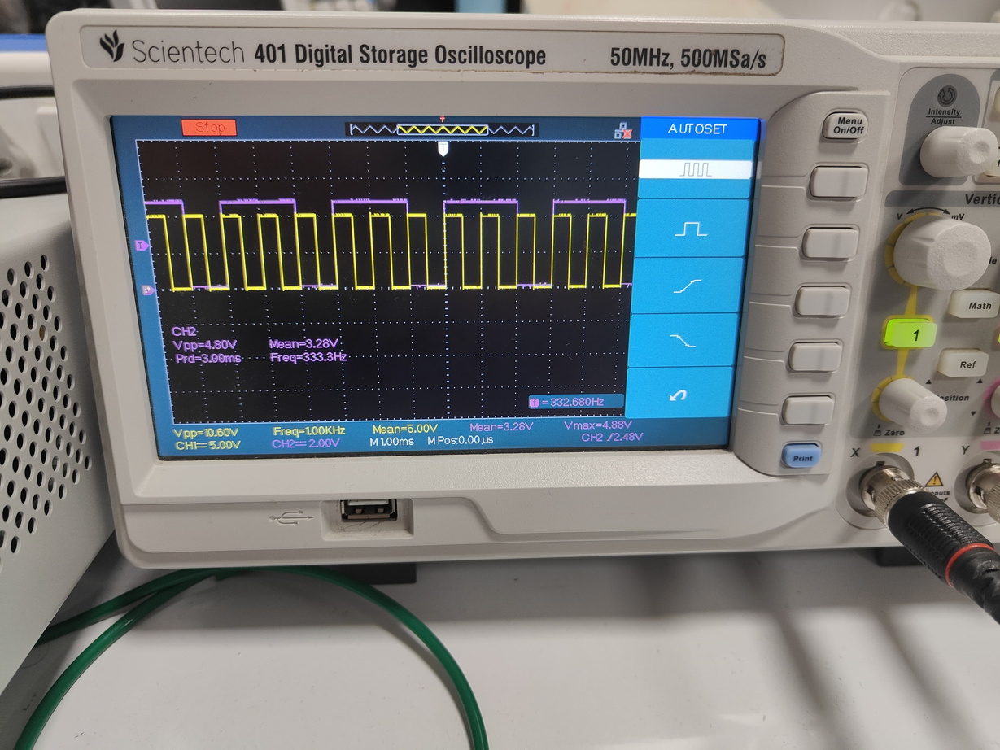 Scientech 401 Digital Storage Oscilloscope 50MHz, 500MSa/s
Stop
T
T
AUTOSET
T
CH2
Vpp=4.80V Mean=3.28V
Prd=3.00ms Freq=333.3Hz
= 332.680Hz
Vpp=10.60V Freq=1.00KHz Mean=5.00V Mean=3.28V Vmax=4.88V
CH1= 5.00V CH2= 2.00V M 1.00ms M Pos:0.00μs CH2 /2.48V
Menu
On/Off
Print
Intensity
Adjust
V mV
Math
1
Ref
Zero
X 1 Y